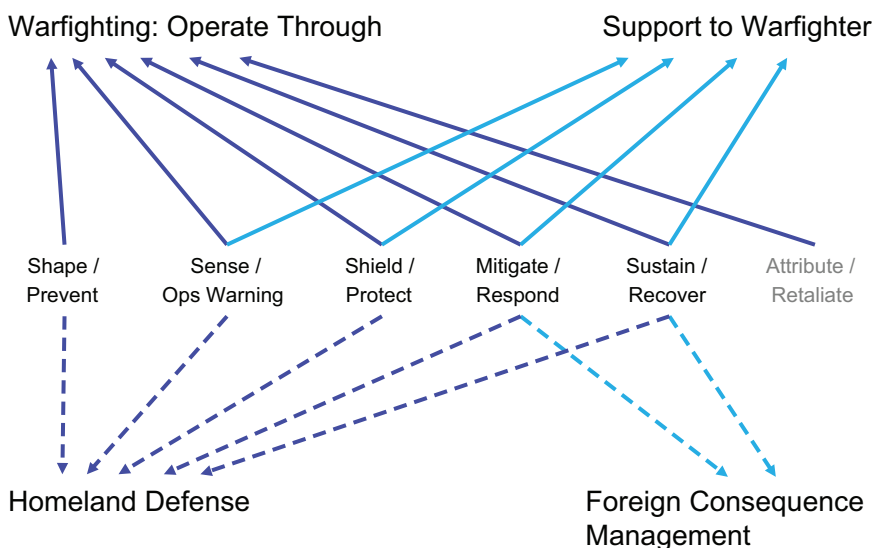 Warfighting: Operate Through
Support to Warfighter
Shape /
Prevent
Sense /
Ops Warning
Shield /
Protect
Mitigate /
Respond
Sustain /
Recover
Attribute /
Retaliate
Homeland Defense
Foreign Consequence
Management